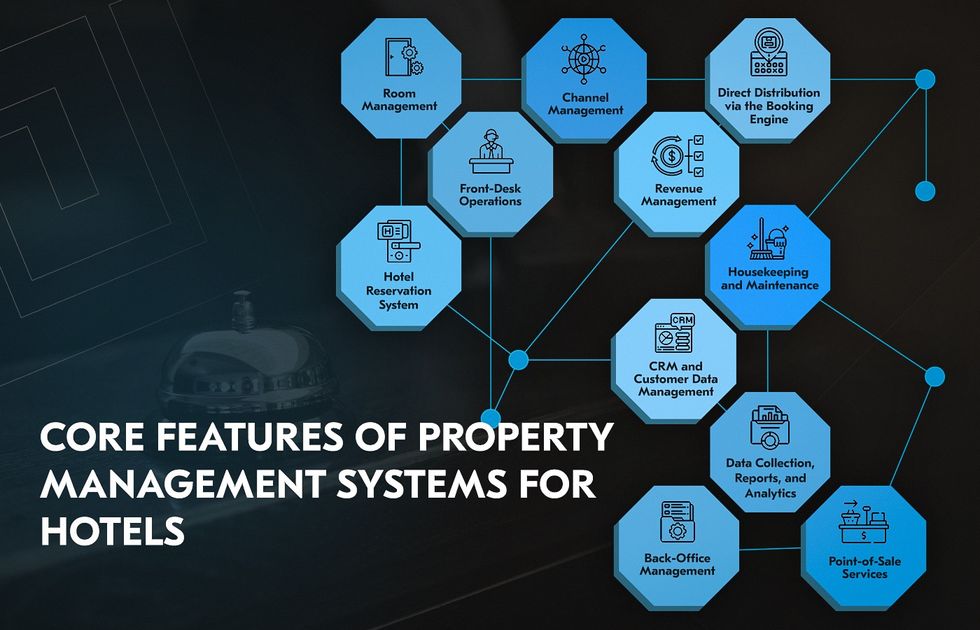 Room
Management
Channel
Management
Direct Distribution
via the Booking
Engine
Front-Desk
Operations
Revenue
Management
Hotel
Reservation
System
Housekeeping
and Maintenance
CRM
CRM and
Customer Data
Management
CORE FEATURES OF PROPERTY
MANAGEMENT SYSTEMS FOR
HOTELS
Data Collection,
Reports, and
Analytics
Back-Office
Management
Point-of-Sale
Services